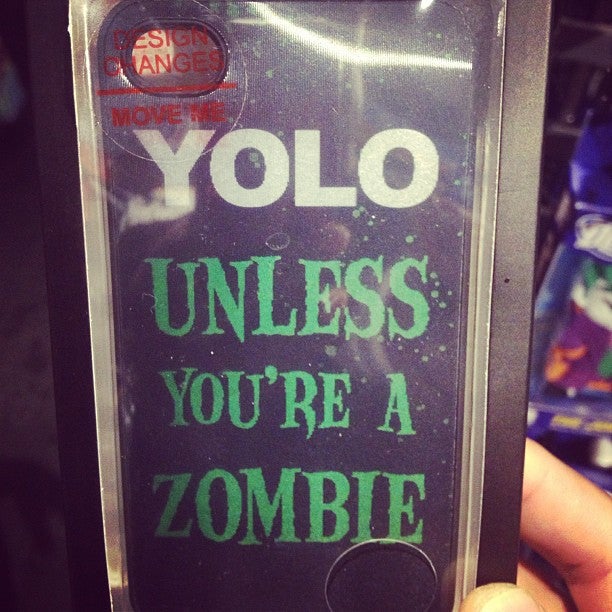 DESIGN
CHANGES
MOVE ME
YOLO
UNLESS
YOU'RE A
ZOMBIE